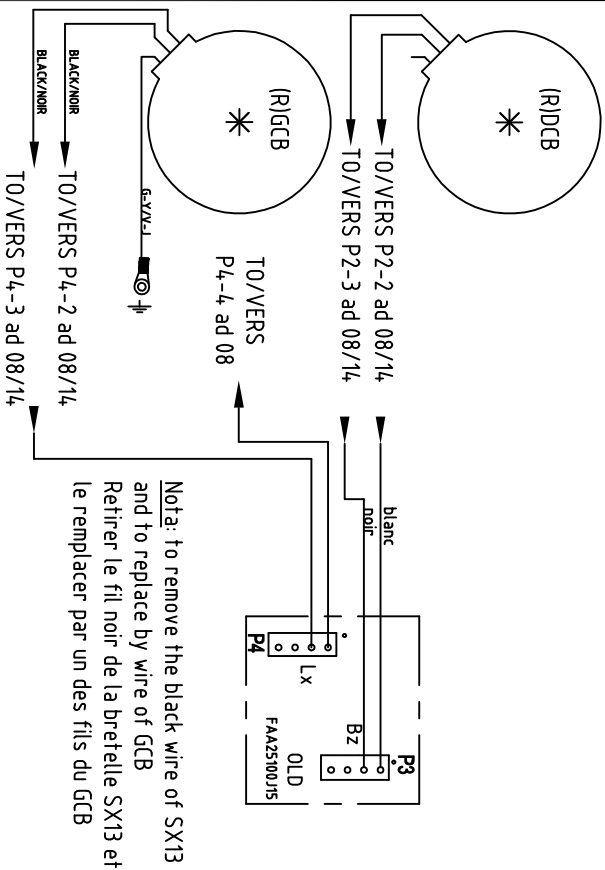 (R)DCB
TO/VERS P2-2 ad 08/14
TO/VERS P2-3 ad 08/14
blanc
noir
(R)GCB
TO/VERS
P4-4 ad 08
G-Y/V-J
BLACK/NOIR
BLACK/NOIR
TO/VERS P4-2 ad 08/14
TO/VERS P4-3 ad 08/14
P3
Bz
OLD
FAA25100J15
Lx
P4
Nota: to remove the black wire of SX13
and to replace by wire of GCB
Retirer le fil noir de la bretelle SX13 et
le remplacer par un des fils du GCB